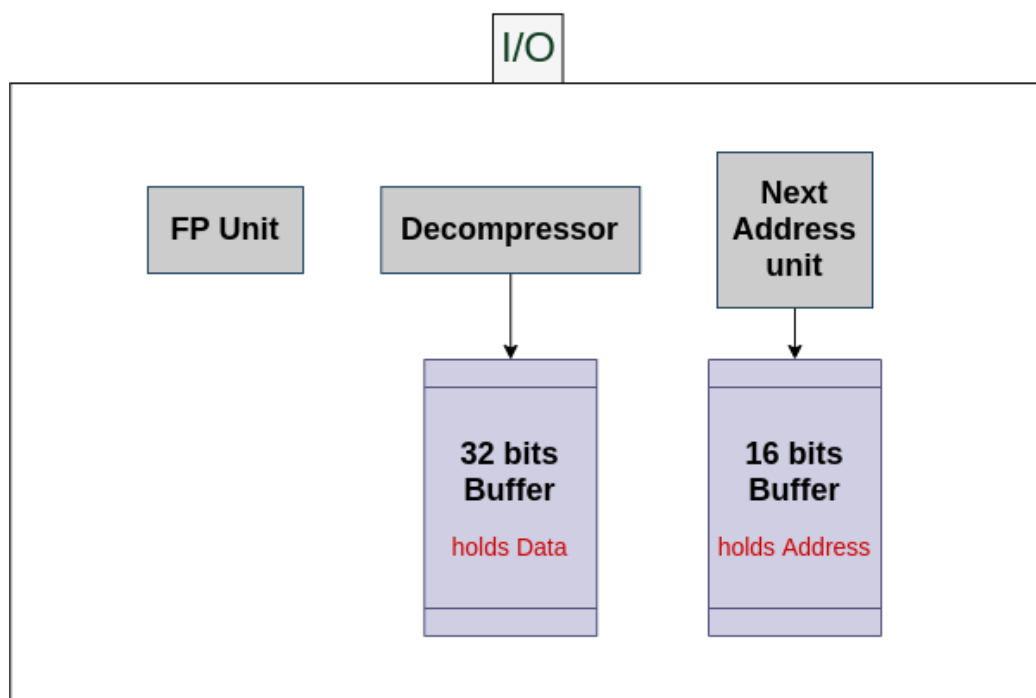 I/O
FP Unit
Decompressor
Next
Address
unit
32 bits
Buffer
holds Data
16 bits
Buffer
holds Address